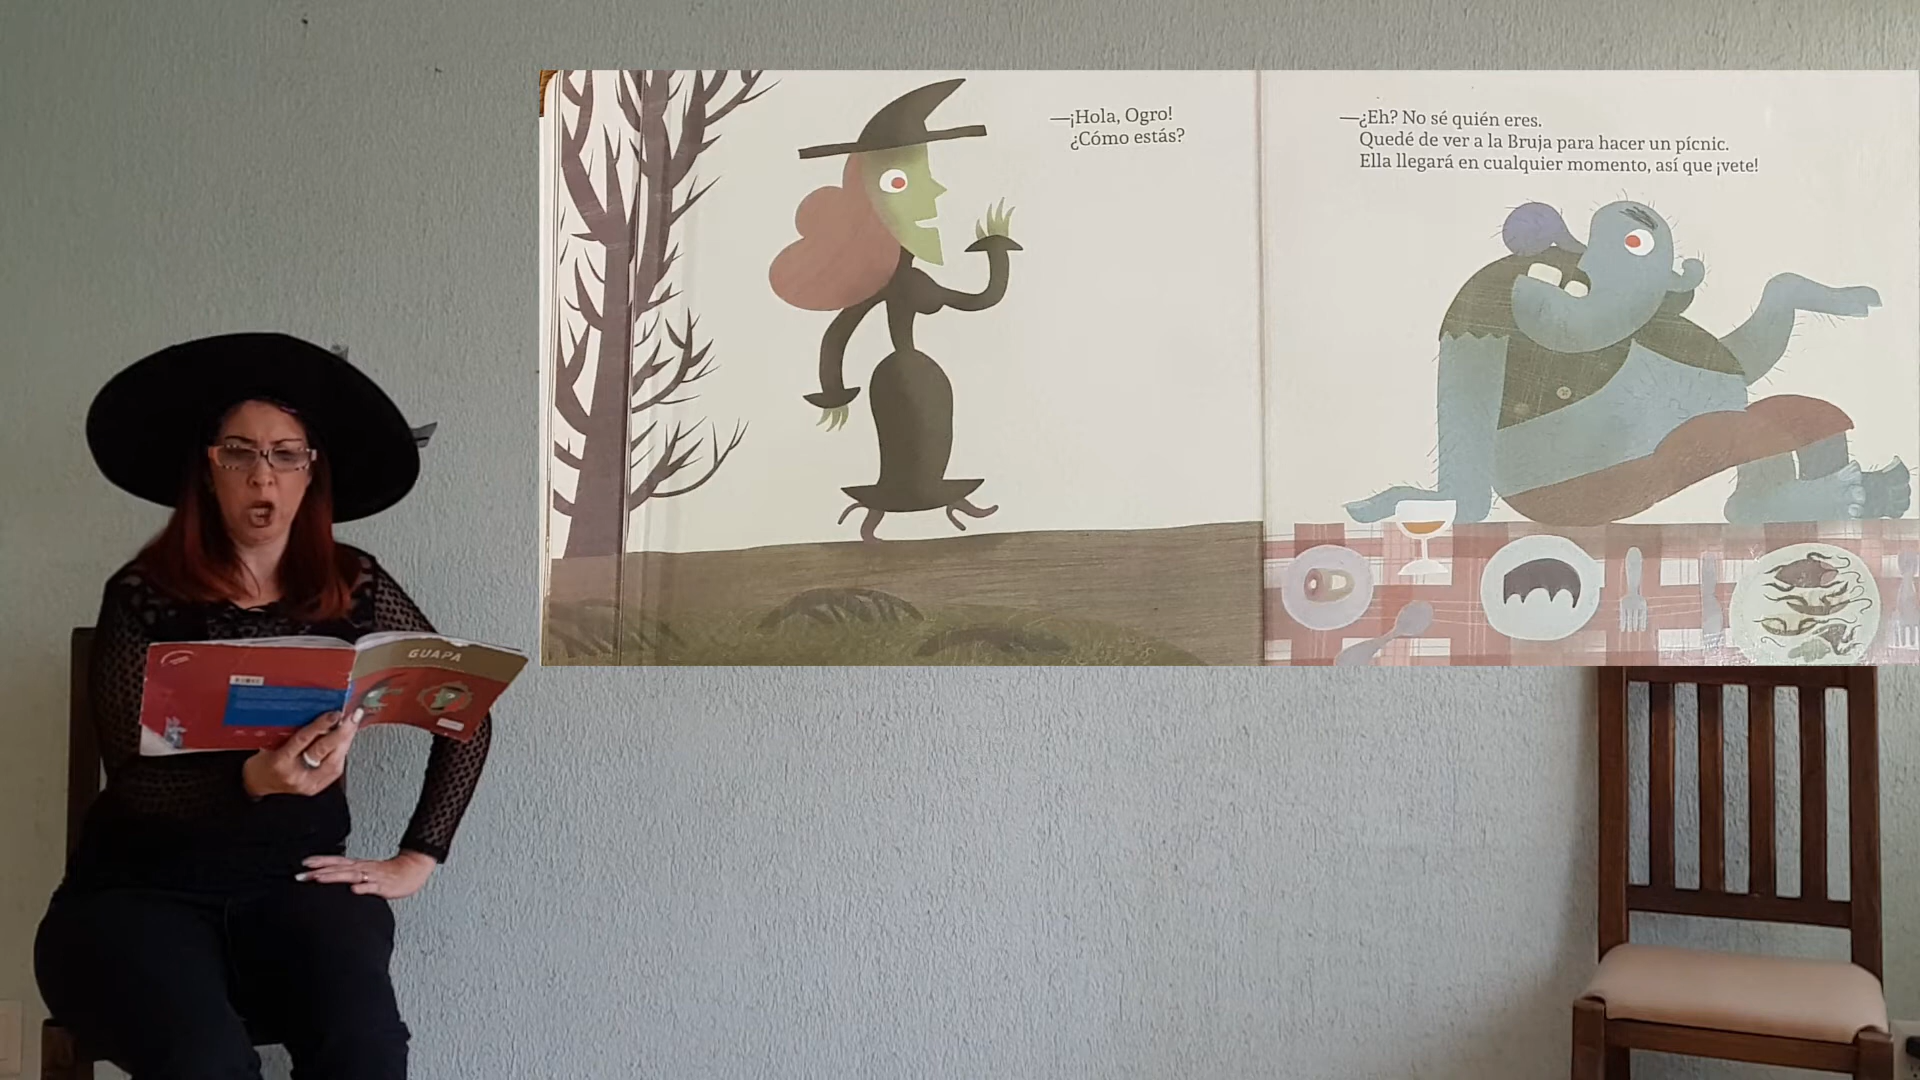 —¡Hola, Ogro!
¿Cómo estás?
—¿Eh? No sé quién eres.
Quedé de ver a la Bruja para hacer un pícnic.
Ella llegará en cualquier momento, así que ¡vete!
GUAPA